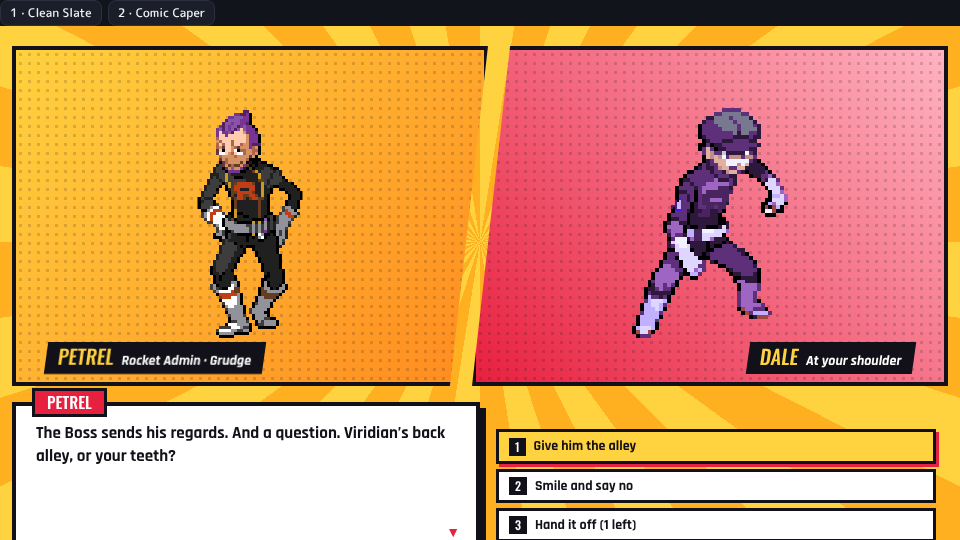 1 · Clean Slate
2 · Comic Caper
R
PETREL Rocket Admin · Grudge
DALE At your shoulder
PETREL
The Boss sends his regards. And a question. Viridian's back
alley, or your teeth?
1 Give him the alley
2 Smile and say no
3 Hand it off (1 left)